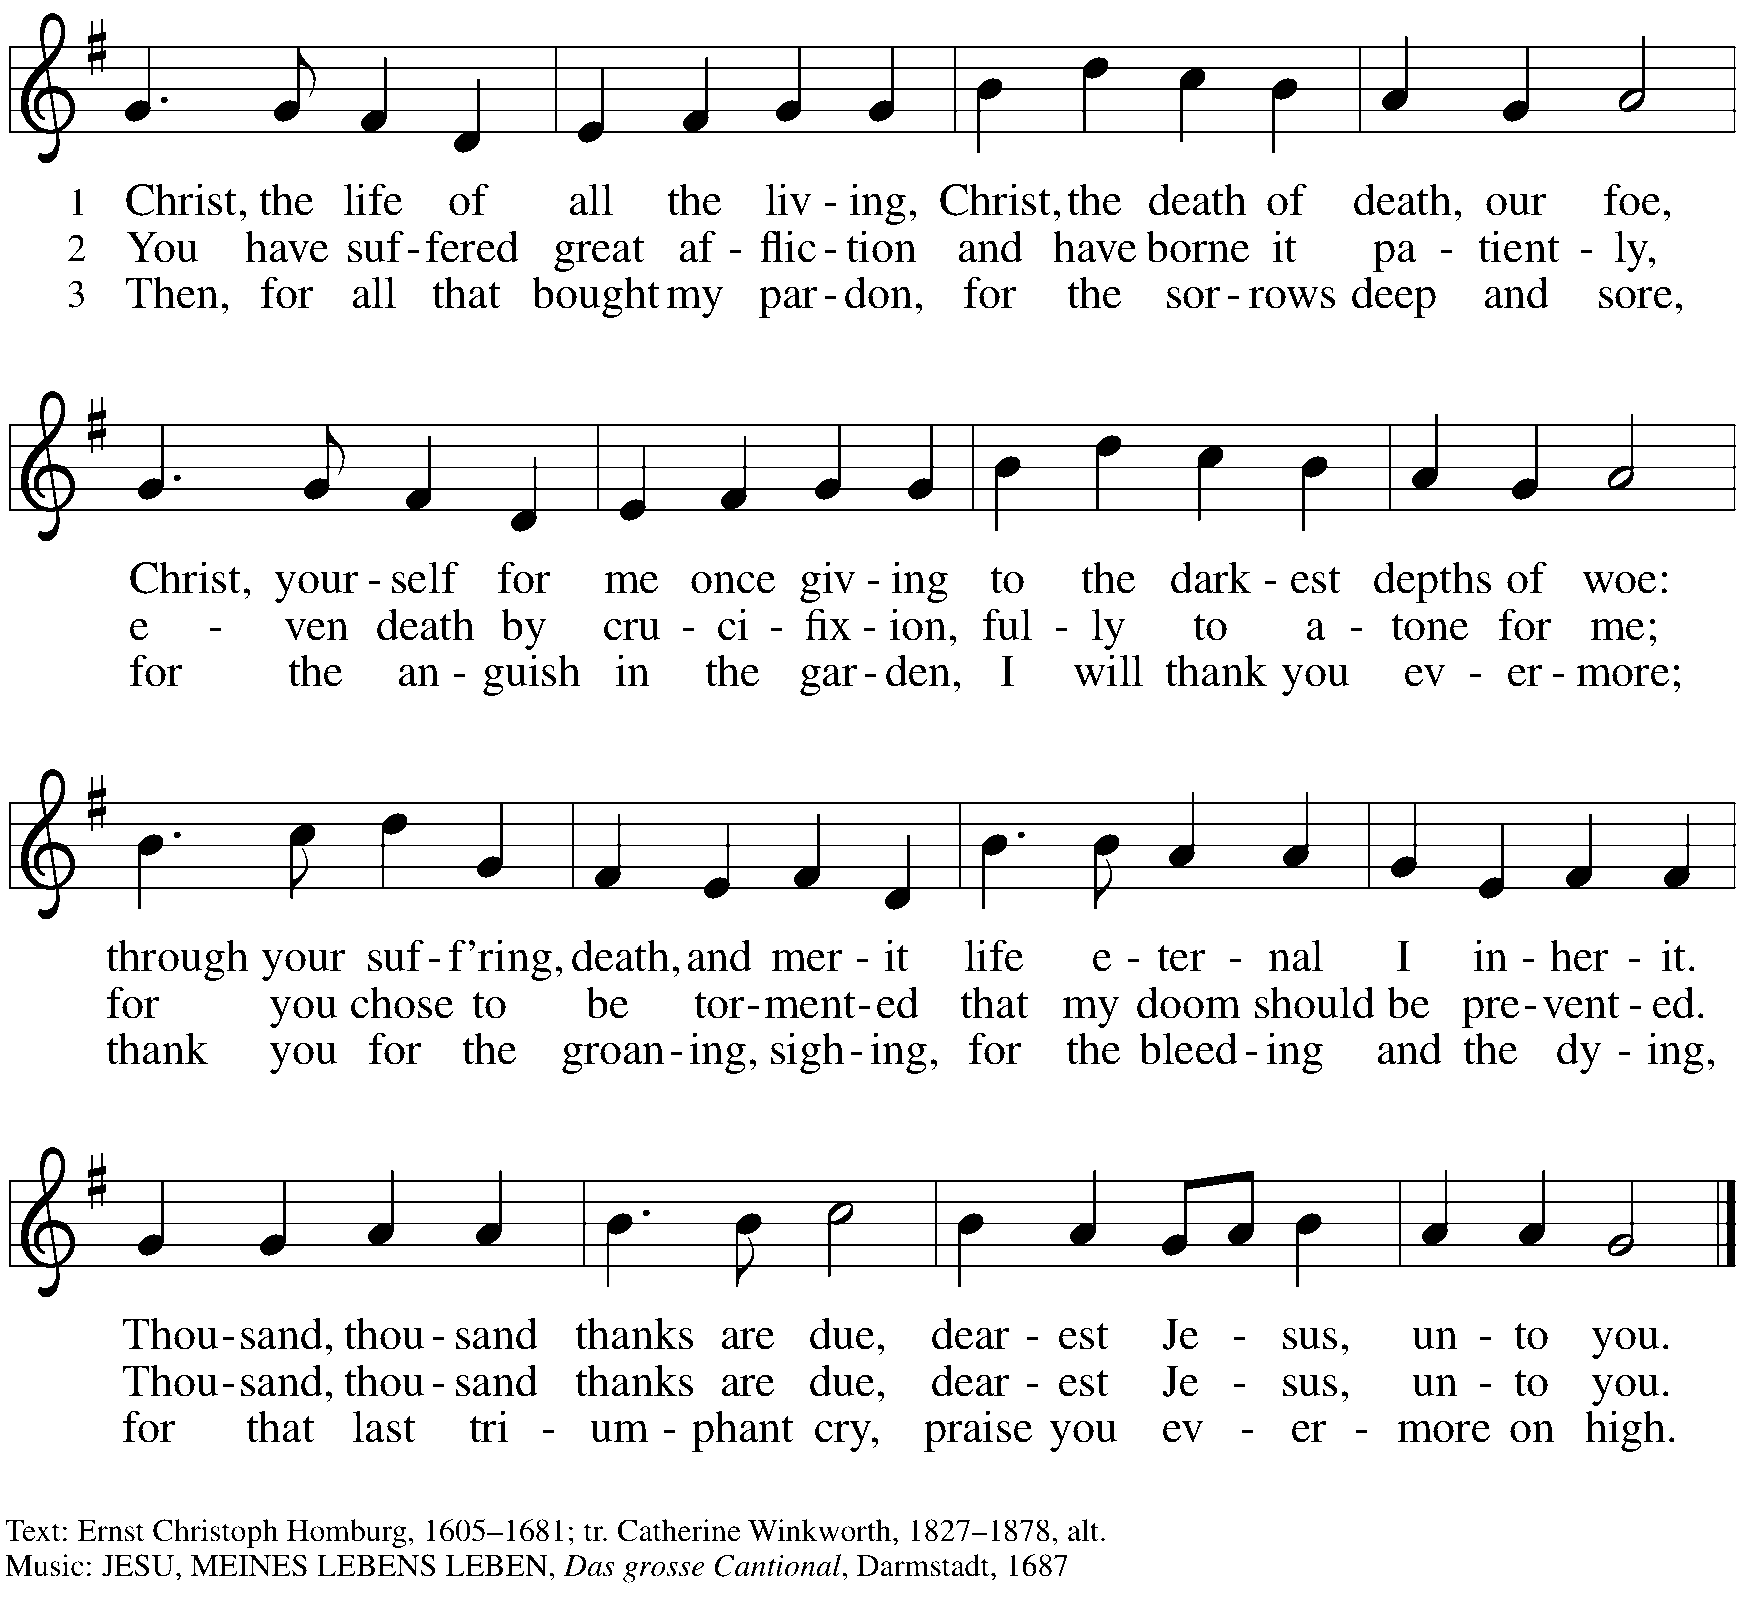 1 Christ, the life of all the liv - ing, Christ, the death of death, our foe,
2 You have suf - fered great af - flic - tion and have borne it pa - tient - ly,
3 Then, for all that bought my par - don, for the sor - rows deep and sore,
Christ, your - self for me once giv - ing to the dark - est depths of woe:
e - ven death by cru - ci - fix - ion, ful - ly to a - tone for me;
for the an - guish in the gar - den, I will thank you ev - er - more;
through your suf - f’ring, death, and mer - it life e - ter - nal I in - her - it.
for you chose to be tor - ment - ed that my doom should be pre - vent - ed.
thank you for the groan - ing, sigh - ing, for the bleed - ing and the dy - ing,
Thou - sand, thou - sand thanks are due, dear - est Je - sus, un - to you.
Thou - sand, thou - sand thanks are due, dear - est Je - sus, un - to you.
for that last tri - um - phant cry, praise you ev - er - more on high.
Text: Ernst Christoph Homburg, 1605–1681; tr. Catherine Winkworth, 1827–1878, alt.
Music: JESU, MEINES LEBENS LEBEN, Das grosse Cantional, Darmstadt, 1687